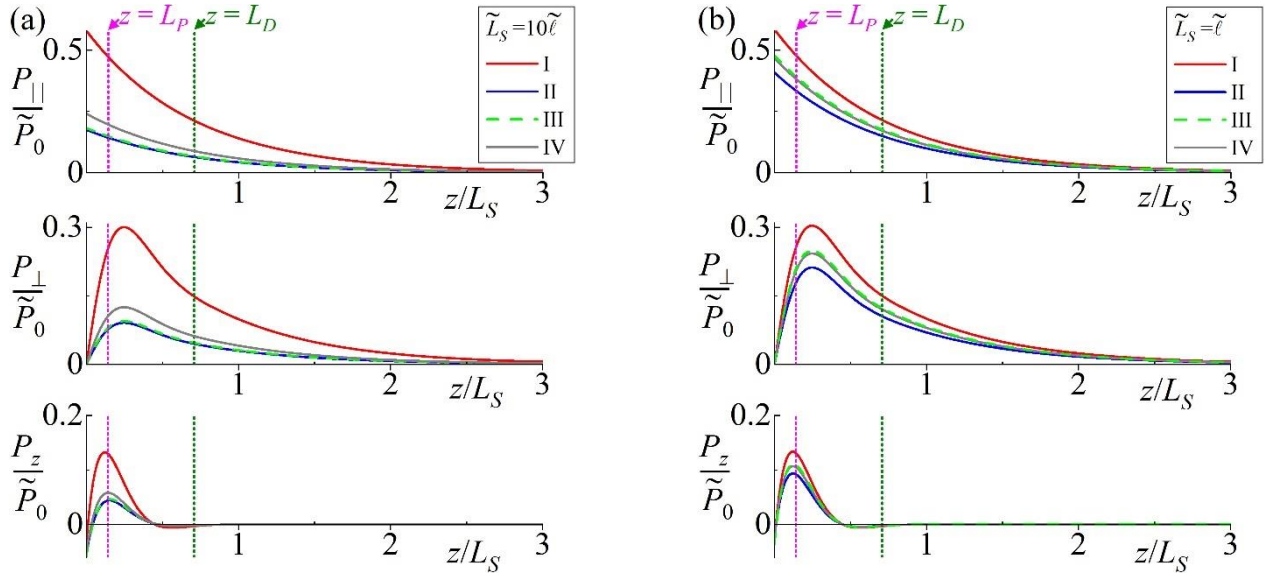 (a)
z = L_P
z = L_D
L̃_S = 10ℓ̃
I
II
III
IV
P_||
P̃_0
0.5
0
1
2
3
z/L_S
P_⊥
P̃_0
0.3
0
1
2
3
z/L_S
P_z
P̃_0
0.2
0
1
2
3
z/L_S
(b)
z = L_P
z = L_D
L̃_S = ℓ̃
I
II
III
IV
P_||
P̃_0
0.5
0
1
2
3
z/L_S
P_⊥
P̃_0
0.3
0
1
2
3
z/L_S
P_z
P̃_0
0.2
0
1
2
3
z/L_S